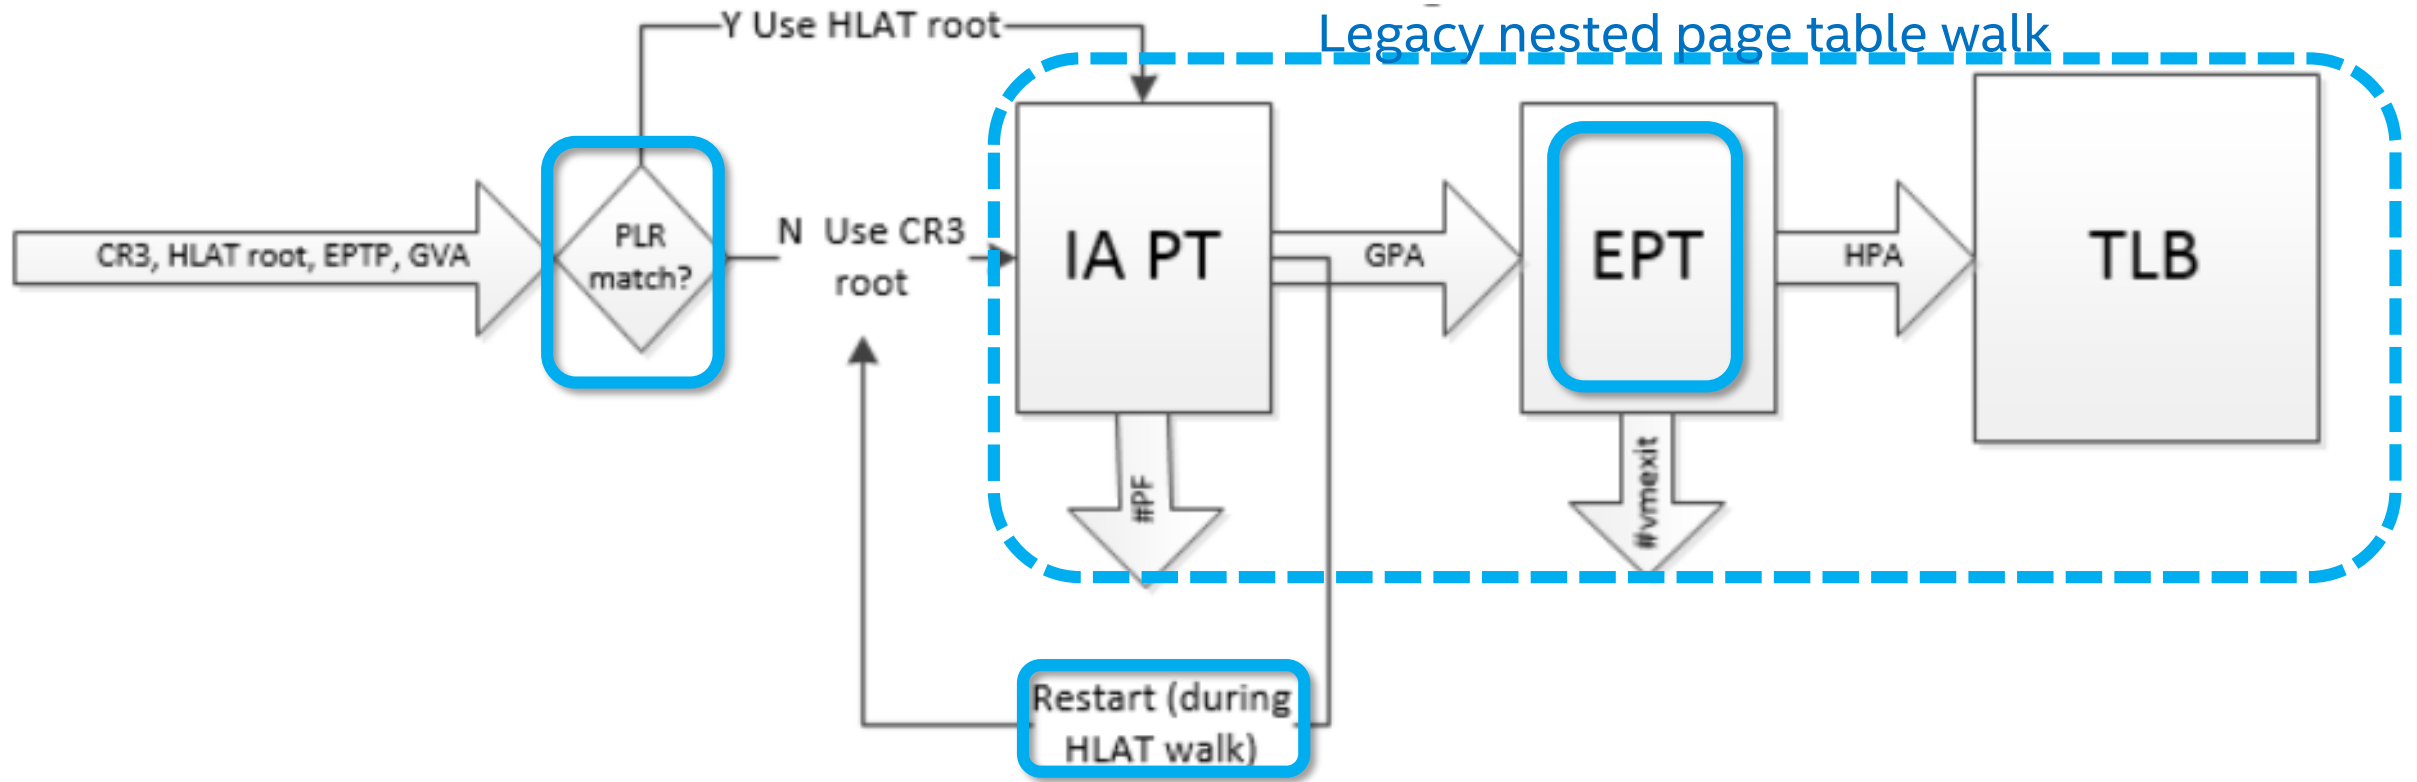 Y Use HLAT root
Legacy nested page table walk
CR3, HLAT root, EPTP, GVA
PLR
match?
N Use CR3
root
IA PT
GPA
EPT
HPA
TLB
#PF
#vmexit
Restart (during
HLAT walk)